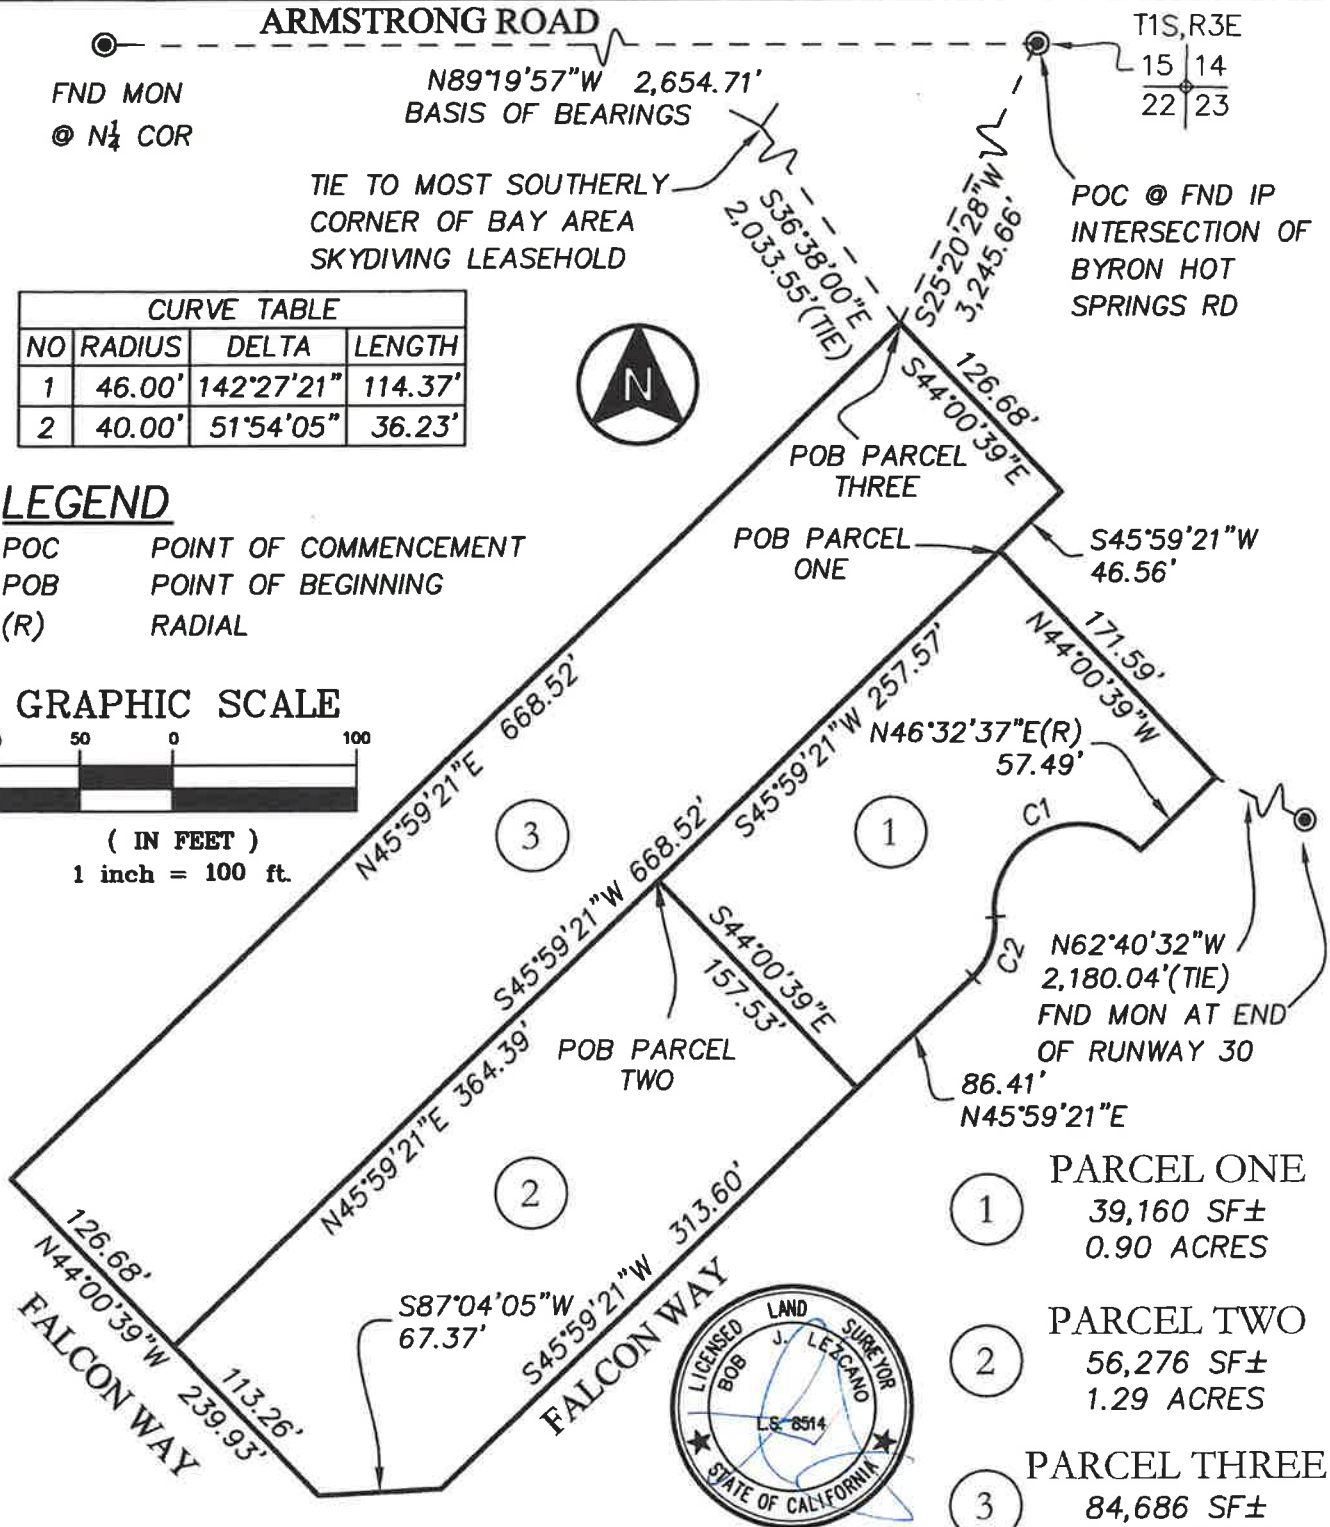 ARMSTRONG ROAD
FND MON
@ N¼ COR
N89°19'57"W 2,654.71'
BASIS OF BEARINGS
T1S,R3E
15 14
22 23
TIE TO MOST SOUTHERLY
CORNER OF BAY AREA
SKYDIVING LEASEHOLD
S36°38'00"E
2,033.55'(TIE)
S25°20'28"W
3,245.66'
POC @ FND IP
INTERSECTION OF
BYRON HOT
SPRINGS RD
CURVE TABLE
NO RADIUS DELTA LENGTH
1 46.00' 142°27'21" 114.37'
2 40.00' 51°54'05" 36.23'
N
126.68'
S44°00'39"E
POB PARCEL
THREE
LEGEND
POC POINT OF COMMENCEMENT
POB POINT OF BEGINNING
(R) RADIAL
POB PARCEL
ONE
S45°59'21"W
46.56'
171.59'
N44°00'39"W
GRAPHIC SCALE
50 0 100
( IN FEET )
1 inch = 100 ft.
N45°59'21"E 668.52'
S45°59'21"W 257.57'
N46°32'37"E(R)
57.49'
3
1
C1
C2
S45°59'21"W 668.52'
S44°00'39"E
157.53'
N62°40'32"W
2,180.04'(TIE)
FND MON AT END
OF RUNWAY 30
POB PARCEL
TWO
86.41'
N45°59'21"E
N45°59'21"E 364.39'
2
S45°59'21"W 313.60'
FALCON WAY
126.68'
N44°00'39"W 239.93'
113.26'
FALCON WAY
S87°04'05"W
67.37'
LICENSED LAND SURVEYOR
BOB J. LEZCANO
L.S. 8514
STATE OF CALIFORNIA
1 PARCEL ONE
39,160 SF±
0.90 ACRES
2 PARCEL TWO
56,276 SF±
1.29 ACRES
3 PARCEL THREE
84,686 SF±